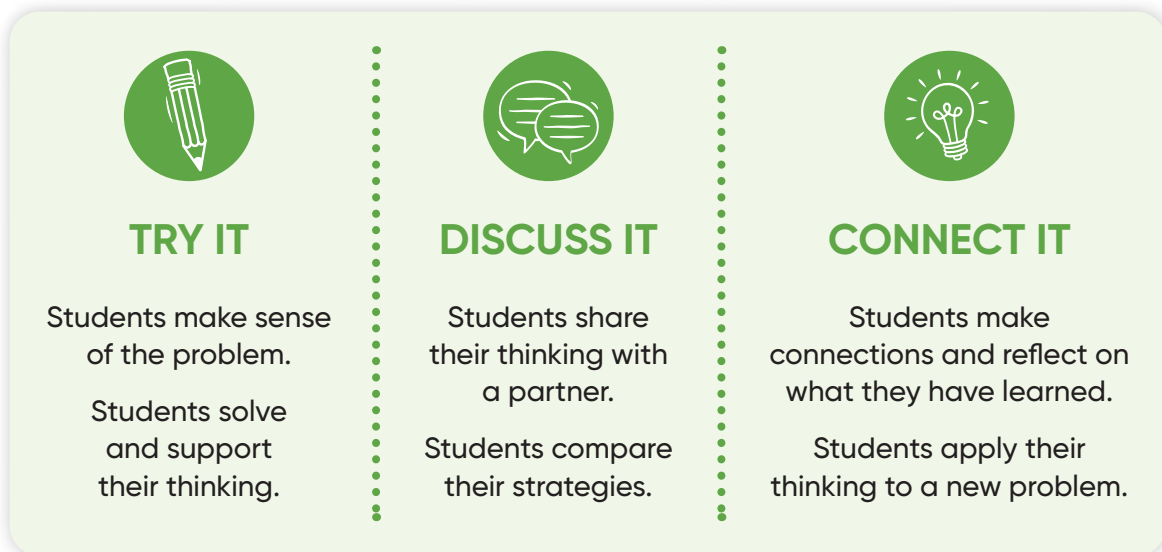 TRY IT
Students make sense
of the problem.
Students solve
and support
their thinking.
DISCUSS IT
Students share
their thinking with
a partner.
Students compare
their strategies.
CONNECT IT
Students make
connections and reflect on
what they have learned.
Students apply their
thinking to a new problem.